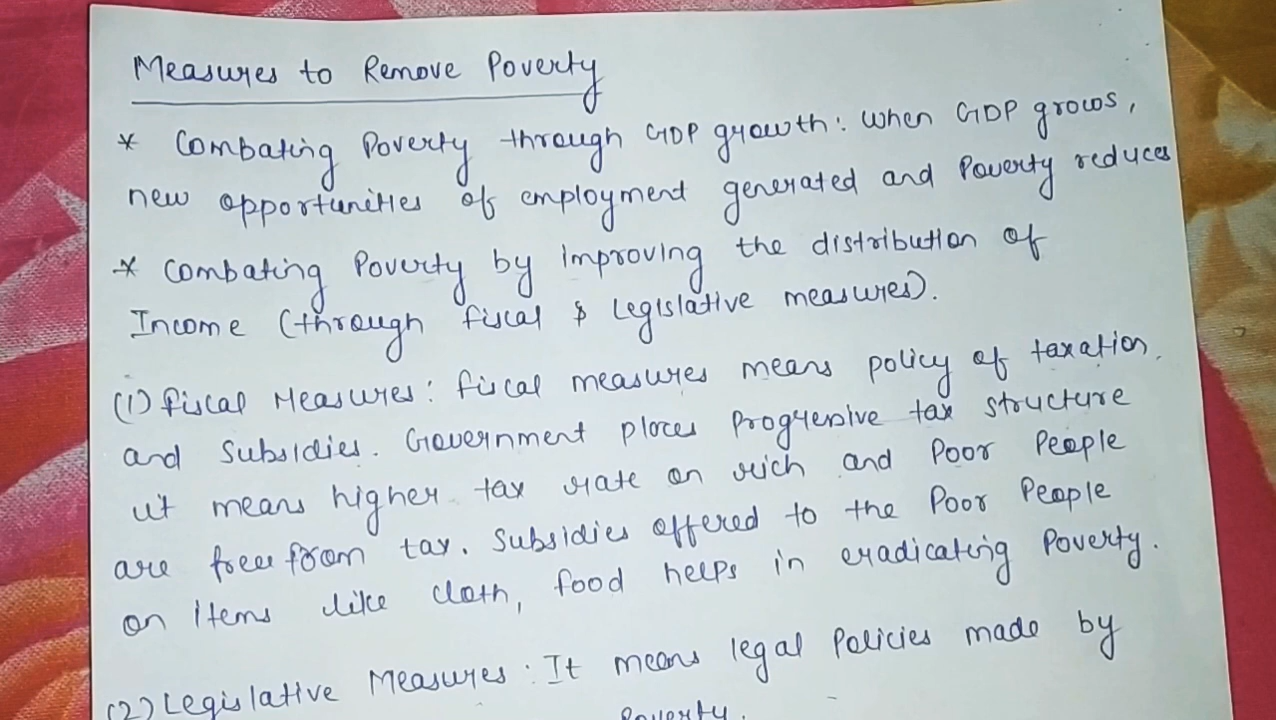 Measures to Remove Poverty
* Combating Poverty through GDP growth: When GDP grows,
new opportunities of employment generated and Poverty reduces
* Combating Poverty by improving the distribution of
Income (through fiscal & Legislative measures).
(1) fiscal Measures: fiscal measures means policy of taxation
and Subsidies. Government places Progressive tax structure
it means higher tax rate on rich and Poor People
are free from tax. Subsidies offered to the Poor People
on items like cloth, food helps in eradicating Poverty.
(2) Legislative Measures: It means legal Policies made by
Poverty.